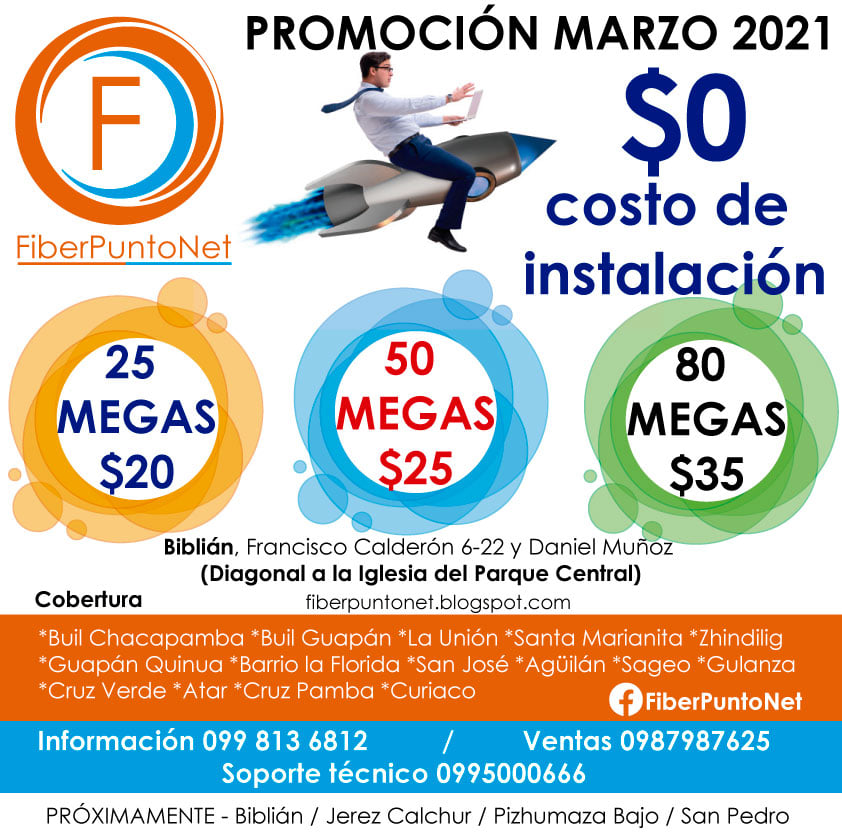 PROMOCIÓN MARZO 2021
F
FiberPuntoNet
$0
costo de
instalación
25
MEGAS
$20
50
MEGAS
$25
80
MEGAS
$35
Biblián, Francisco Calderón 6-22 y Daniel Muñoz
(Diagonal a la Iglesia del Parque Central)
Cobertura
fiberpuntonet.blogspot.com
*Buil Chacapamba *Buil Guapán *La Unión *Santa Marianita *Zhindilig
*Guapán Quinua *Barrio la Florida *San José *Agüilán *Sageo *Gulanza
*Cruz Verde *Atar *Cruz Pamba *Curiaco
FiberPuntoNet
Información 099 813 6812 / Ventas 0987987625
Soporte técnico 0995000666
PRÓXIMAMENTE - Biblián / Jerez Calchur / Pizhumaza Bajo / San Pedro